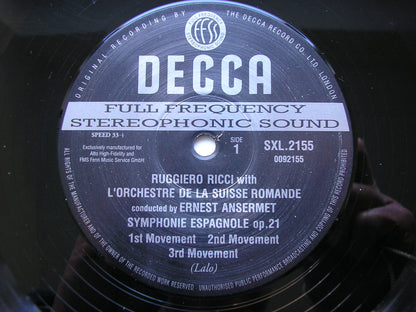 ORIGINAL RECORDING BY
THE DECCA RECORD CO. LTD. LONDON
FFSS
DECCA
FULL FREQUENCY
STEREOPHONIC SOUND
SPEED 33⅓
Exclusively manufactured for
Alto High-Fidelity and
FMS Fenn Music Service GmbH
SIDE
1
SXL.2155
0092155
RUGGIERO RICCI with
L'ORCHESTRE DE LA SUISSE ROMANDE
conducted by ERNEST ANSERMET
SYMPHONIE ESPAGNOLE op.21
1st Movement 2nd Movement
3rd Movement
(Lalo)
ALL RIGHTS OF THE MANUFACTURER AND OF THE OWNER OF THE RECORDED WORK RESERVED UNAUTHORISED PUBLIC PERFORMANCE BROADCASTING AND COPYING OF THIS RECORD PROHIBITED